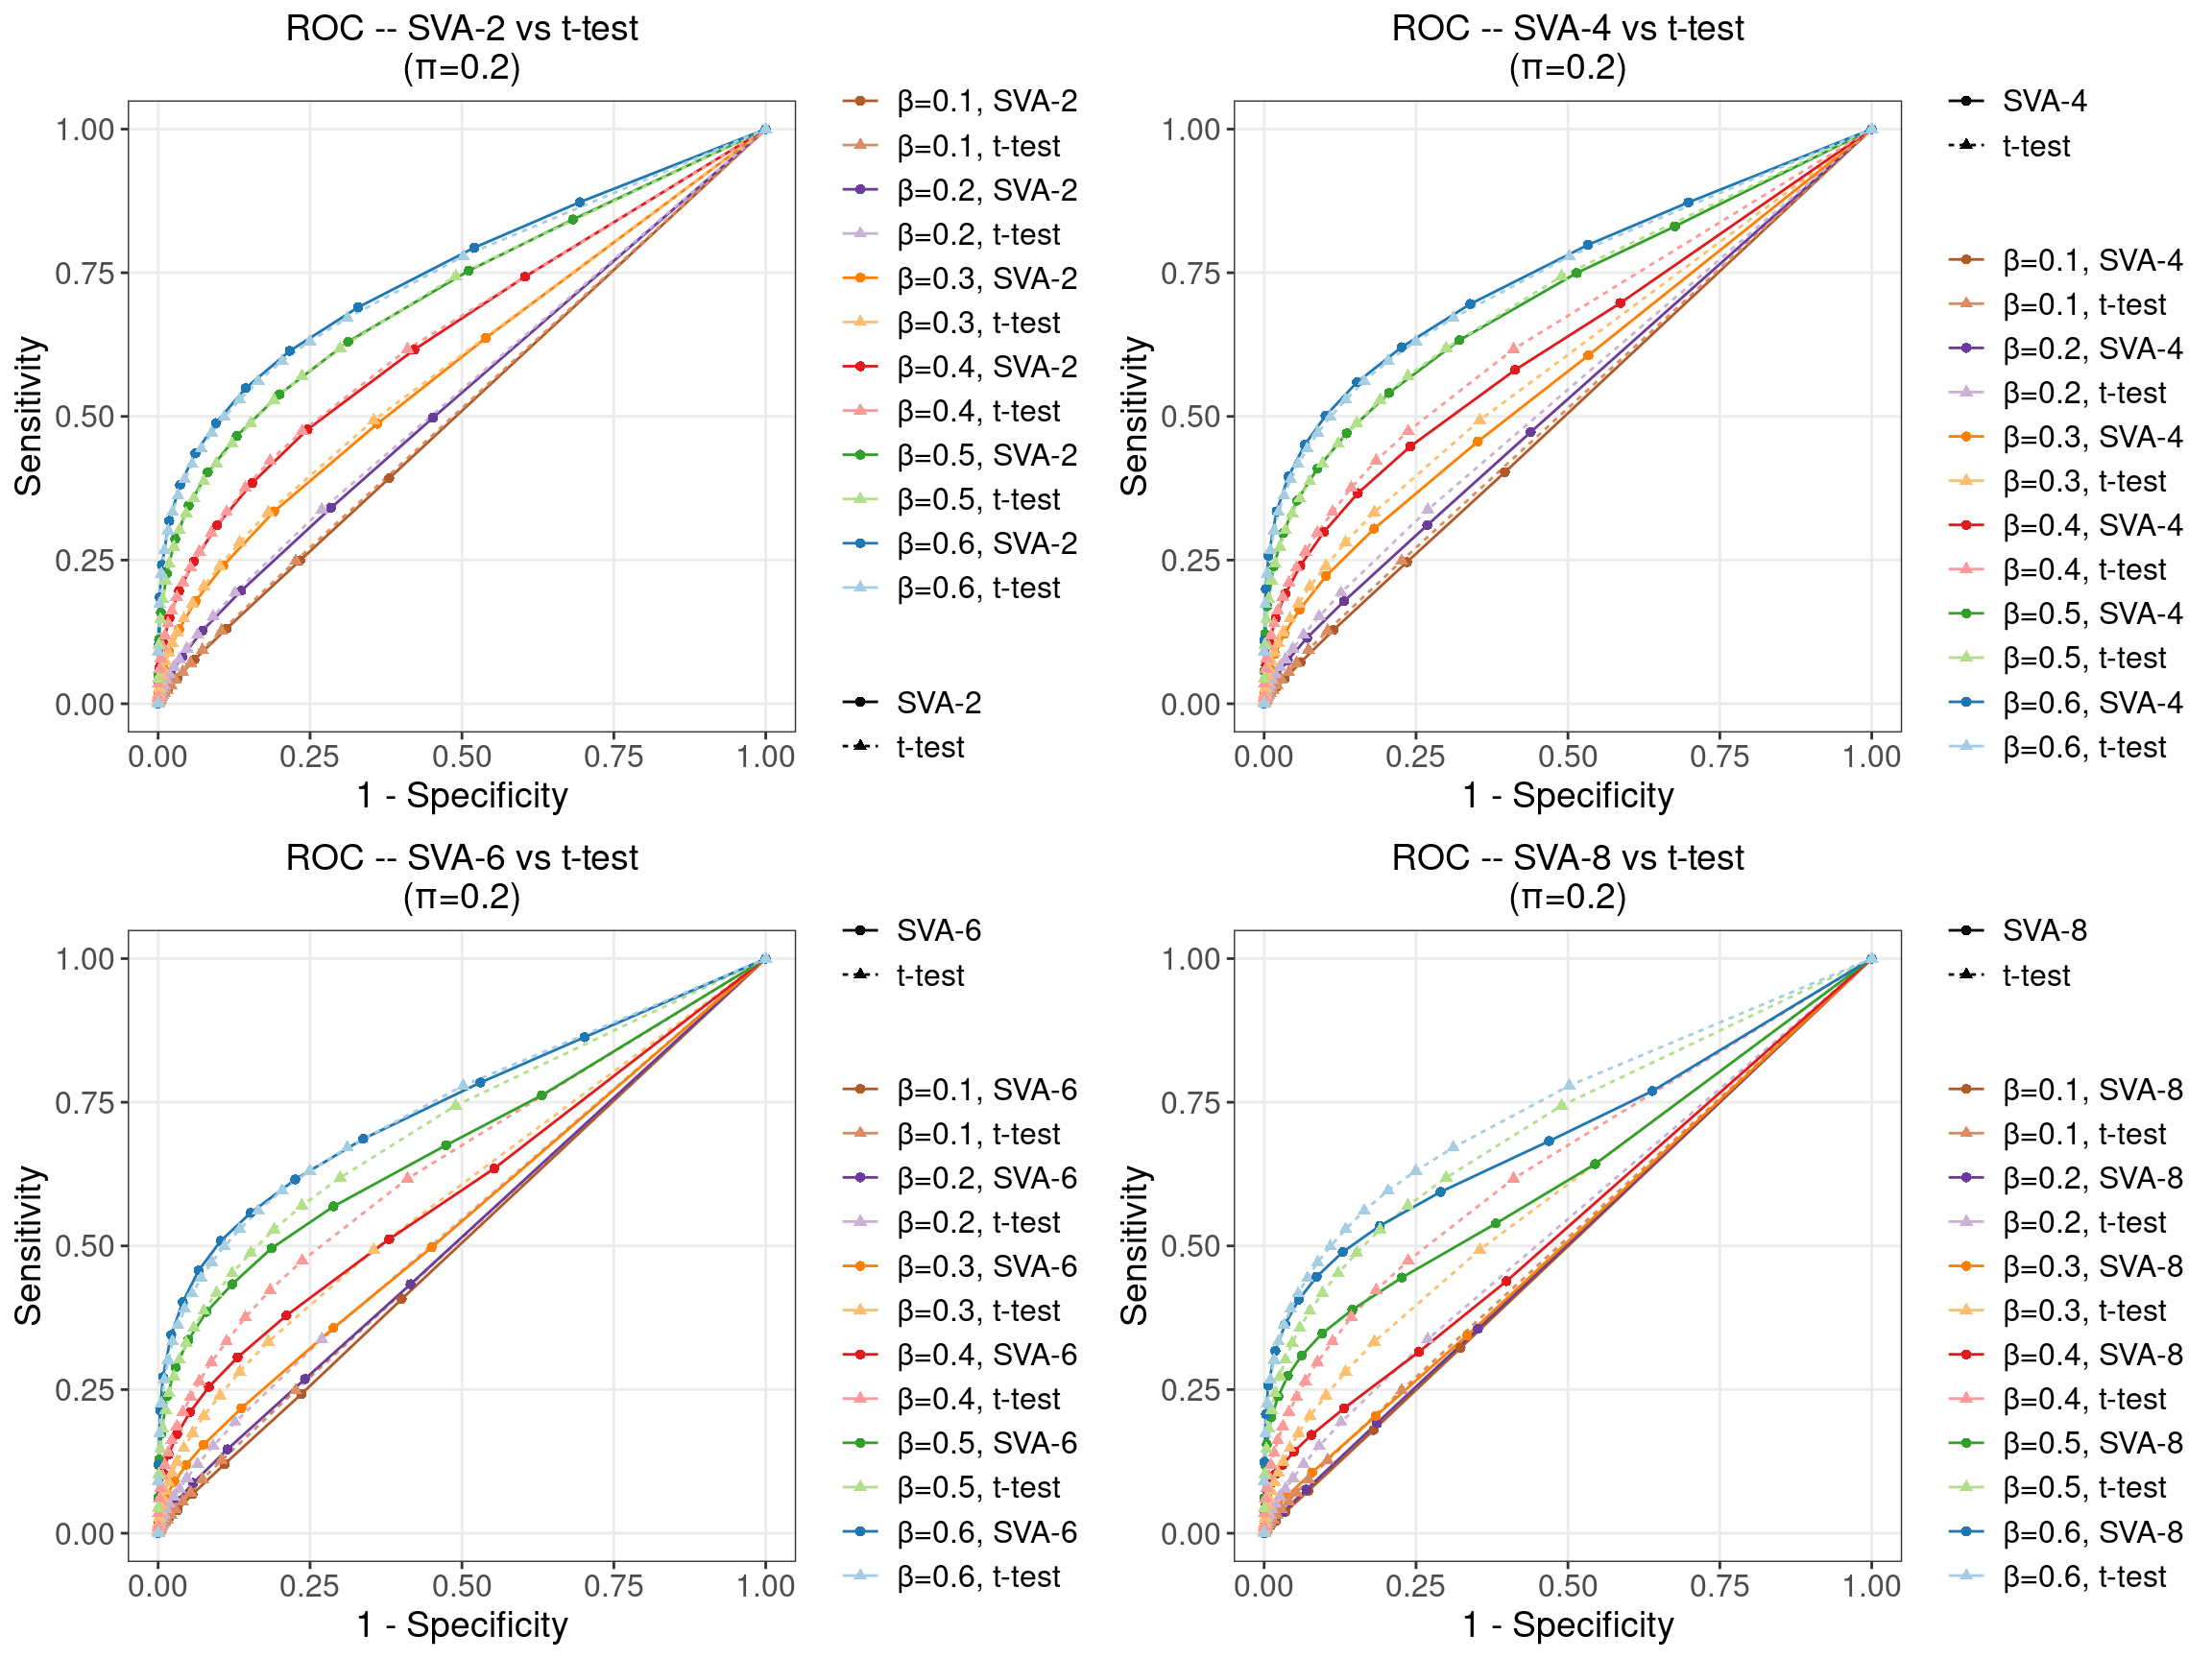 ROC -- SVA-2 vs t-test
(π=0.2)
1.00
0.75
0.50
0.25
0.00
Sensitivity
0.00 0.25 0.50 0.75 1.00
1 - Specificity
β=0.1, SVA-2
β=0.1, t-test
β=0.2, SVA-2
β=0.2, t-test
β=0.3, SVA-2
β=0.3, t-test
β=0.4, SVA-2
β=0.4, t-test
β=0.5, SVA-2
β=0.5, t-test
β=0.6, SVA-2
β=0.6, t-test
SVA-2
t-test
ROC -- SVA-4 vs t-test
(π=0.2)
1.00
0.75
0.50
0.25
0.00
Sensitivity
0.00 0.25 0.50 0.75 1.00
1 - Specificity
SVA-4
t-test
β=0.1, SVA-4
β=0.1, t-test
β=0.2, SVA-4
β=0.2, t-test
β=0.3, SVA-4
β=0.3, t-test
β=0.4, SVA-4
β=0.4, t-test
β=0.5, SVA-4
β=0.5, t-test
β=0.6, SVA-4
β=0.6, t-test
ROC -- SVA-6 vs t-test
(π=0.2)
1.00
0.75
0.50
0.25
0.00
Sensitivity
0.00 0.25 0.50 0.75 1.00
1 - Specificity
SVA-6
t-test
β=0.1, SVA-6
β=0.1, t-test
β=0.2, SVA-6
β=0.2, t-test
β=0.3, SVA-6
β=0.3, t-test
β=0.4, SVA-6
β=0.4, t-test
β=0.5, SVA-6
β=0.5, t-test
β=0.6, SVA-6
β=0.6, t-test
ROC -- SVA-8 vs t-test
(π=0.2)
1.00
0.75
0.50
0.25
0.00
Sensitivity
0.00 0.25 0.50 0.75 1.00
1 - Specificity
SVA-8
t-test
β=0.1, SVA-8
β=0.1, t-test
β=0.2, SVA-8
β=0.2, t-test
β=0.3, SVA-8
β=0.3, t-test
β=0.4, SVA-8
β=0.4, t-test
β=0.5, SVA-8
β=0.5, t-test
β=0.6, SVA-8
β=0.6, t-test